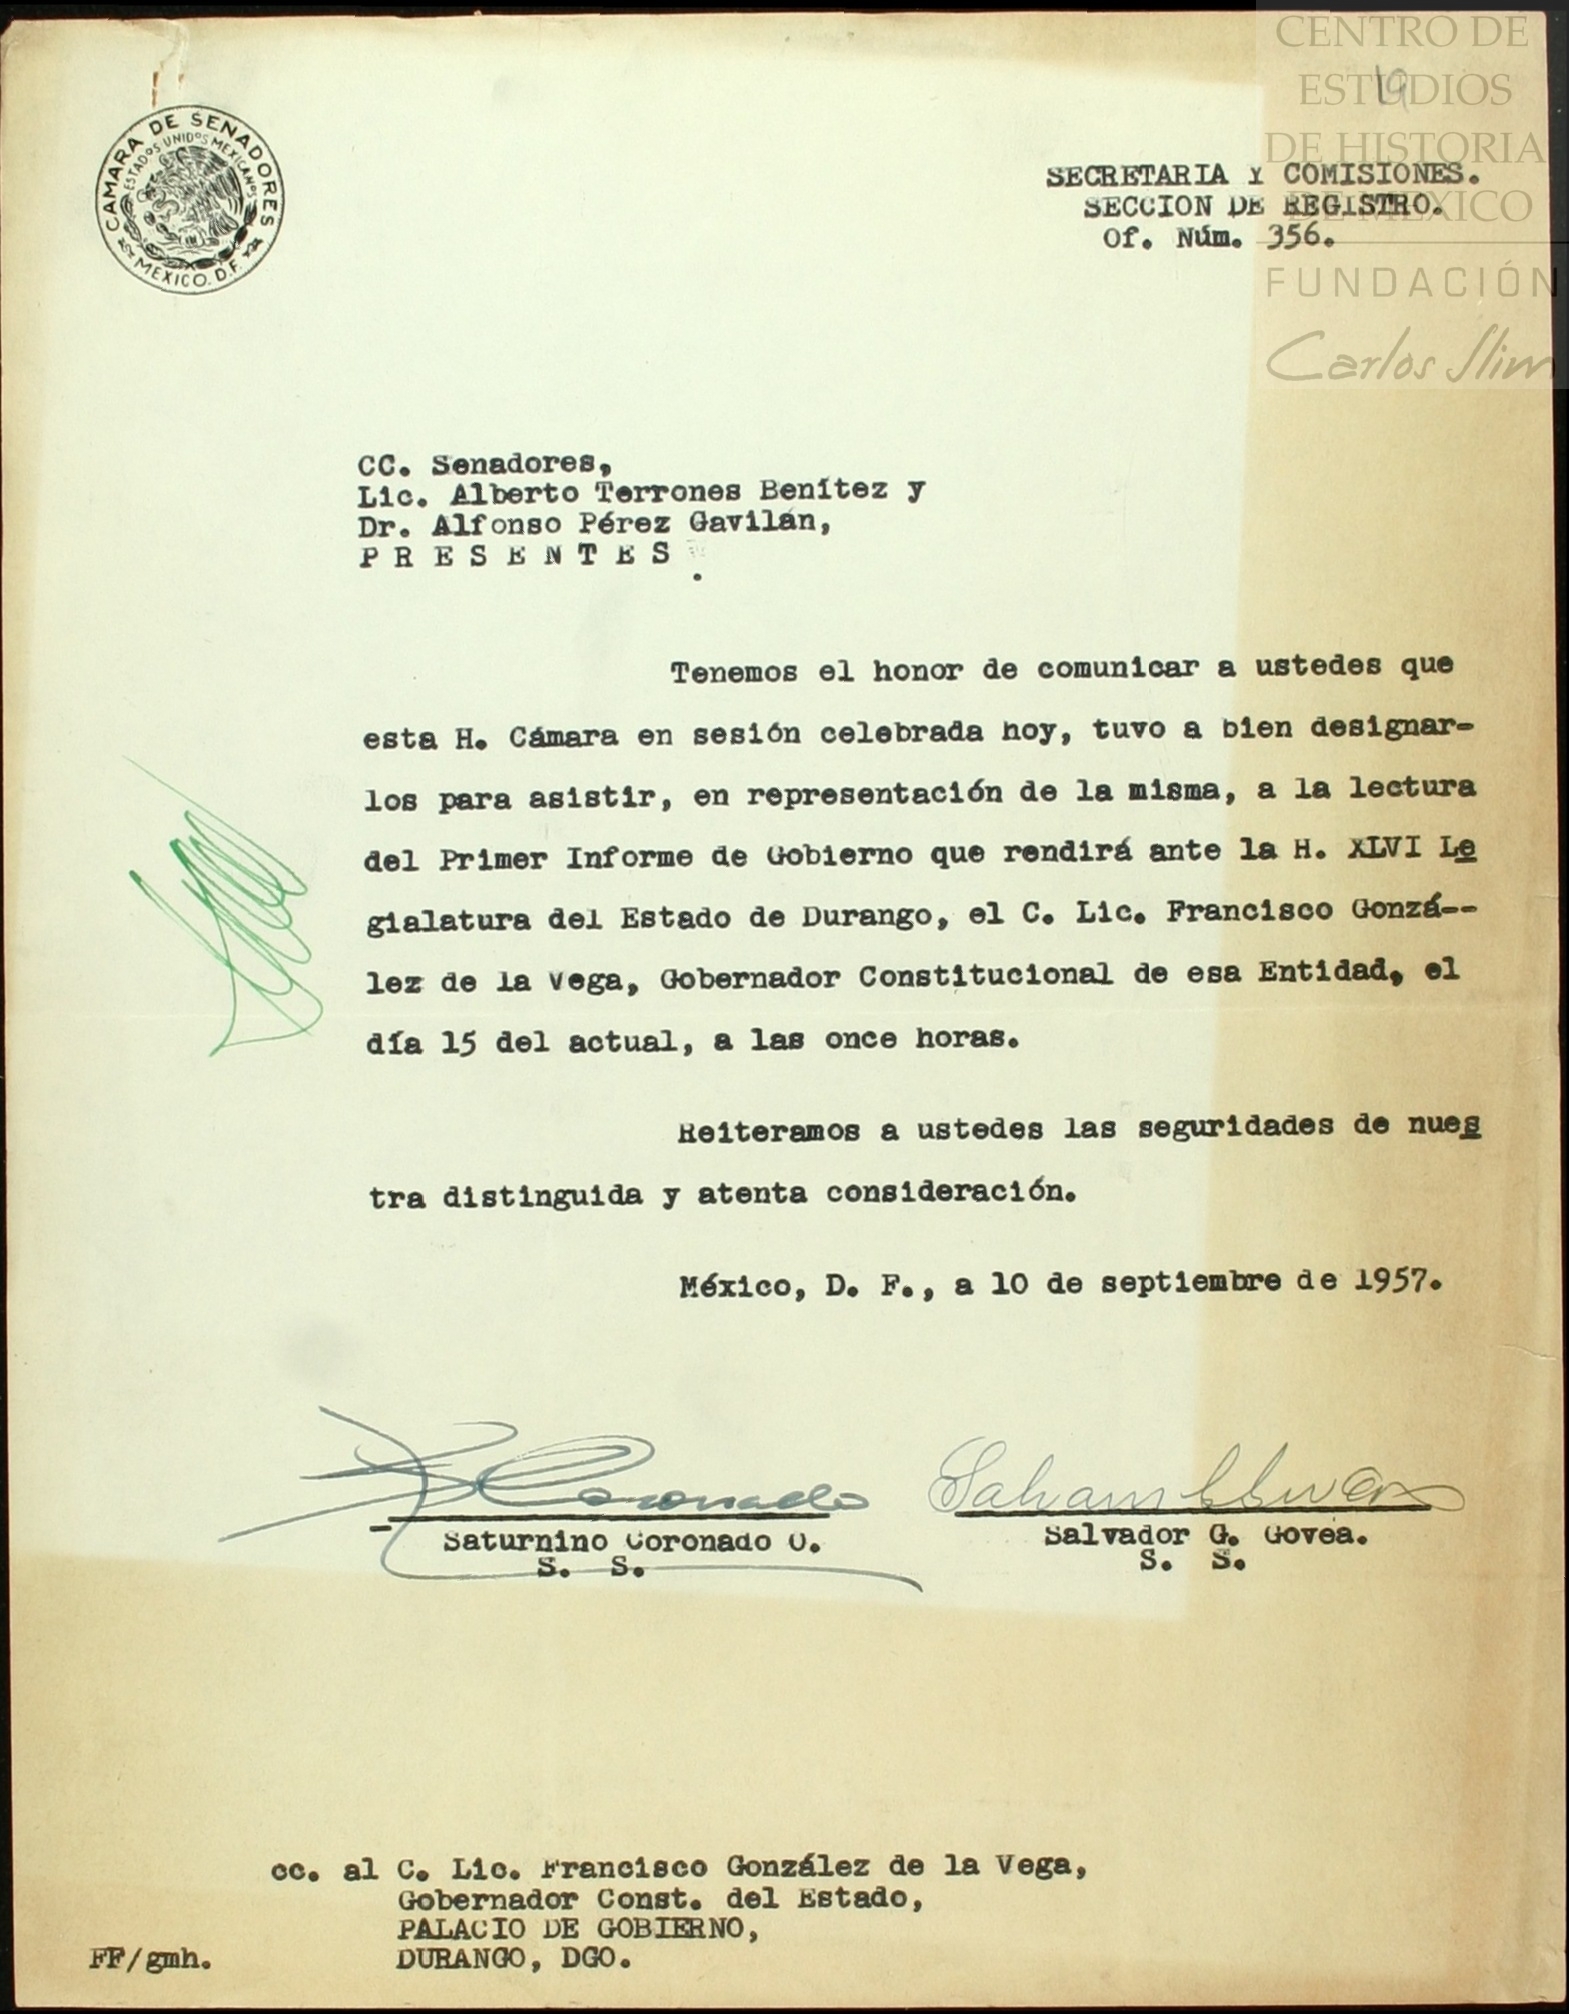 CENTRO DE
ESTUDIOS
DE HISTORIA
DE MEXICO
FUNDACIÓN
Carlos Slim
19
CAMARA DE SENADORES
ESTADOS UNIDOS MEXICANOS
MEXICO. D.F.
SECRETARIA Y COMISIONES.
SECCION DE REGISTRO.
Of. Núm. 356.
CC. Senadores,
Lic. Alberto Terrones Benítez y
Dr. Alfonso Pérez Gavilán,
P R E S E N T E S .
Tenemos el honor de comunicar a ustedes que
esta H. Cámara en sesión celebrada hoy, tuvo a bien designar-
los para asistir, en representación de la misma, a la lectura
del Primer Informe de Gobierno que rendirá ante la H. XLVI Le
gialatura del Estado de Durango, el C. Lic. Francisco Gonzá--
lez de la Vega, Gobernador Constitucional de esa Entidad, el
día 15 del actual, a las once horas.
Reiteramos a ustedes las seguridades de nues
tra distinguida y atenta consideración.
México, D. F., a 10 de septiembre de 1957.
Coronado
Saturnino Coronado O.
S. S.
Salvador G. Govea.
S. S.
cc. al C. Lic. Francisco González de la Vega,
Gobernador Const. del Estado,
PALACIO DE GOBIERNO,
DURANGO, DGO.
FF/gmh.